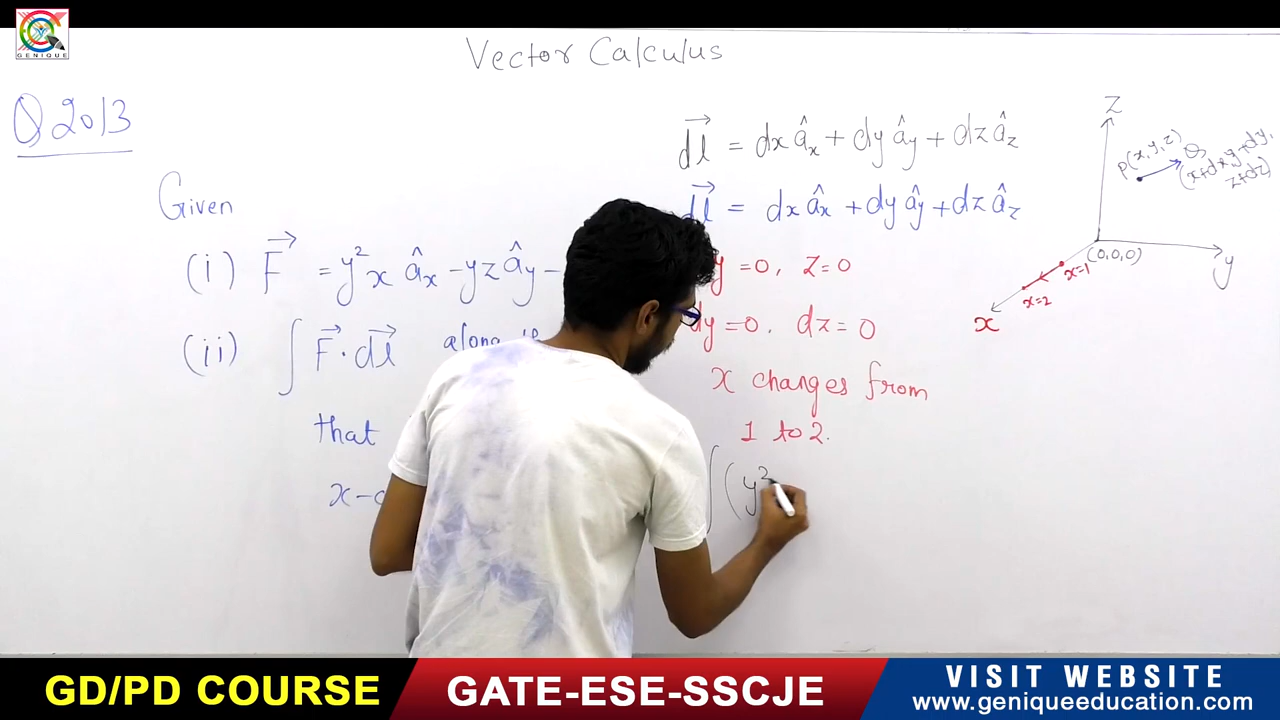 GENIQUE
Vector Calculus
Q 2013
Given
(i) F⃗ = y²x âx - yz ây -
(ii) ∫ F⃗ · dl⃗ along
that
x-
dl⃗ = dx âx + dy ây + dz âz
dl⃗ = dx âx + dy ây + dz âz
y = 0, z = 0
dy = 0, dz = 0
x changes from
1 to 2.
∫ (y²
Z
P(x, y, z)
Q
(x+dx, y+dy,
z+dz)
(0,0,0)
y
x=1
x=2
x
GD/PD COURSE
GATE-ESE-SSCJE
VISIT WEBSITE
www.geniqueeducation.com